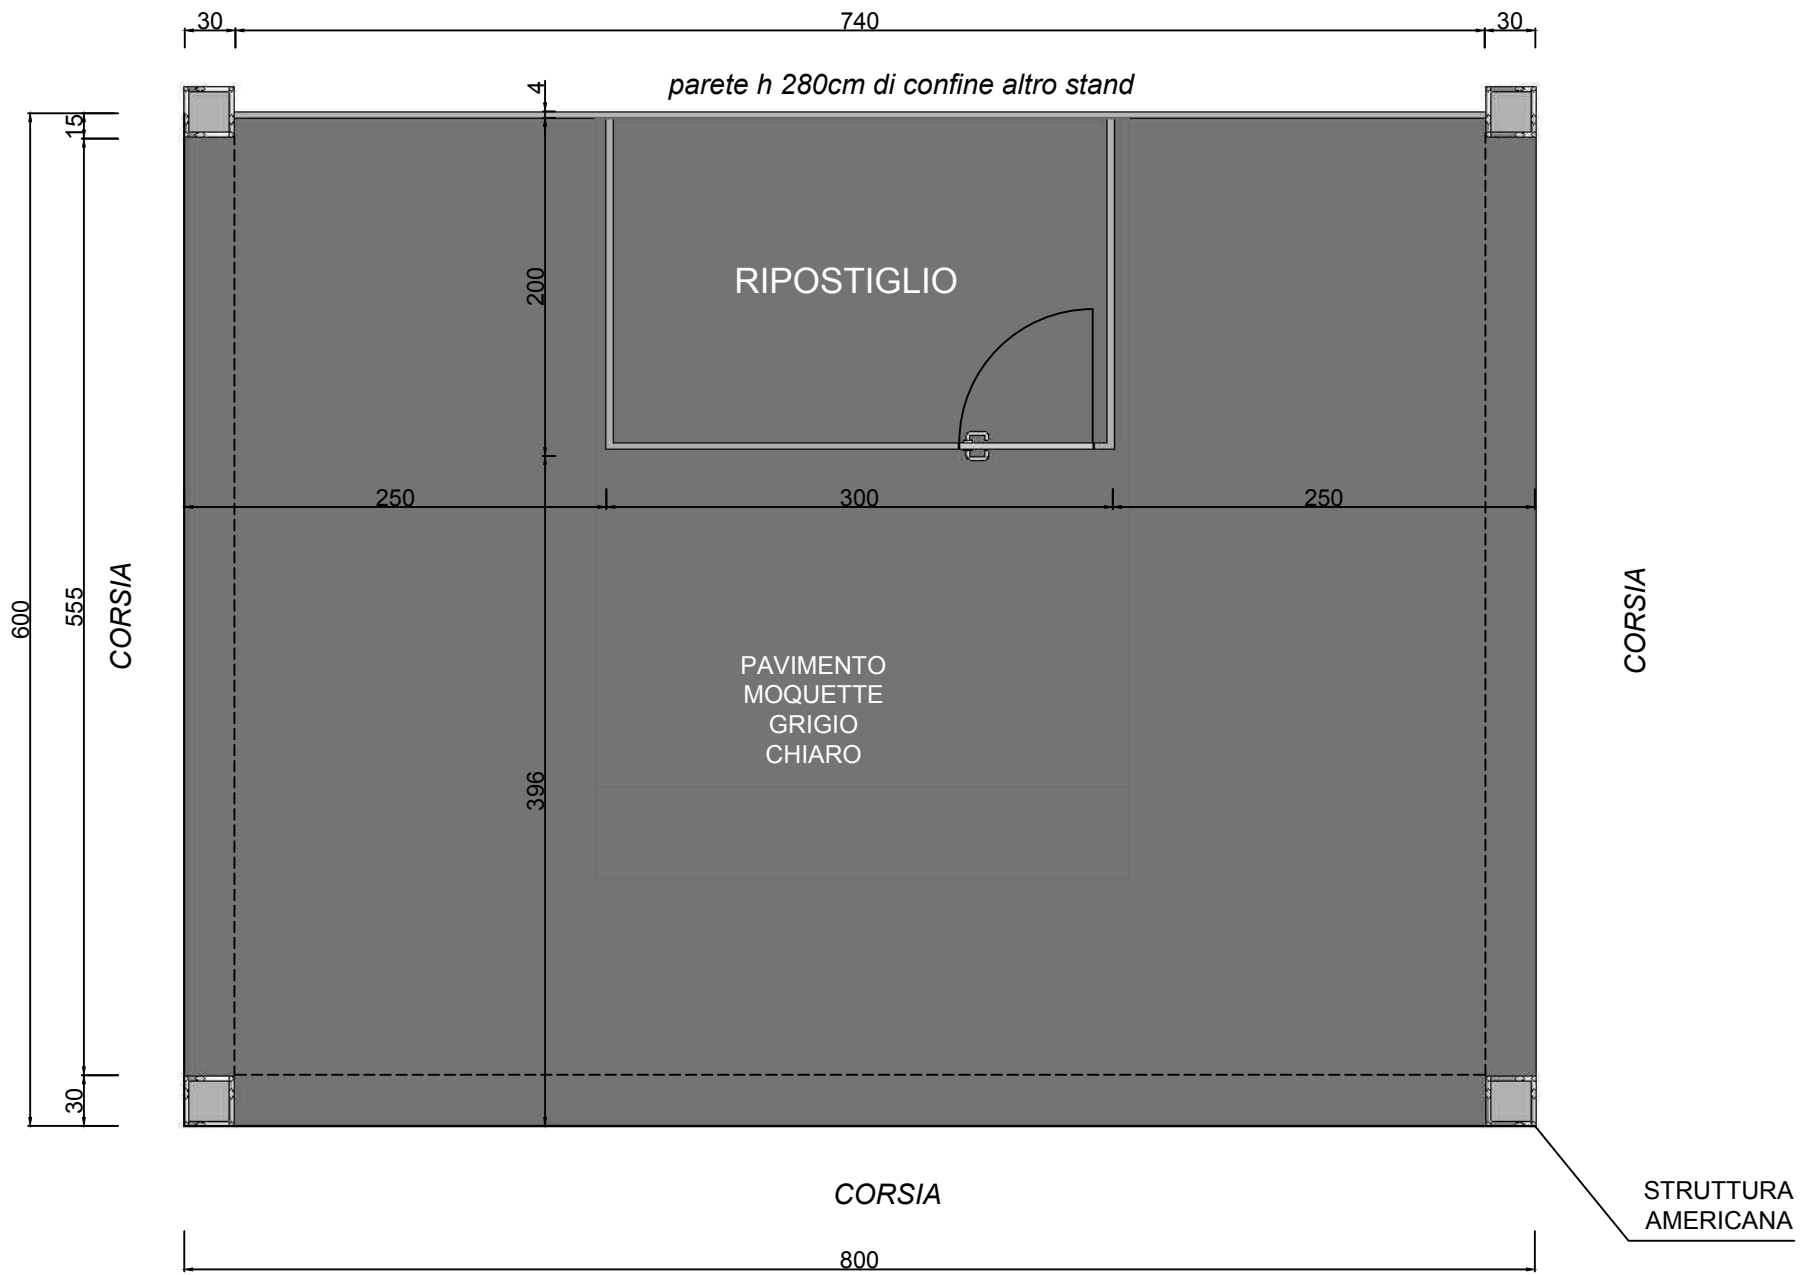 30
740
30
parete h 280cm di confine altro stand
4
15
200
RIPOSTIGLIO
250
300
250
600
555
CORSIA
CORSIA
PAVIMENTO
MOQUETTE
GRIGIO
CHIARO
396
30
CORSIA
STRUTTURA
AMERICANA
800